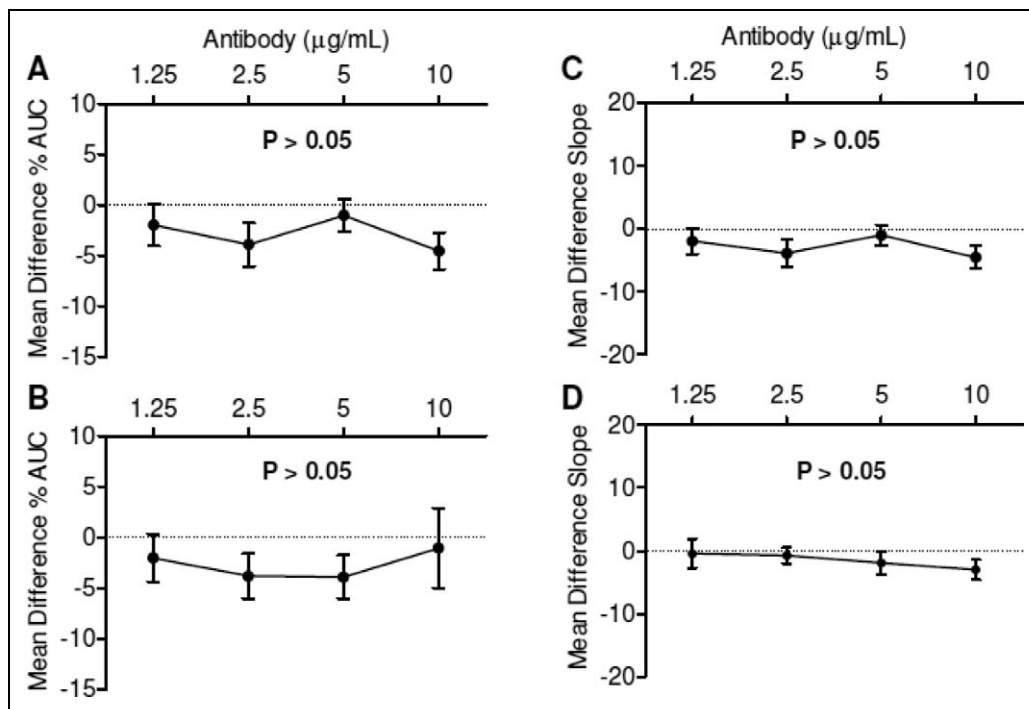 Antibody (μg/mL)
A
1.25 2.5 5 10
10
5
0
-5
-10
-15
Mean Difference % AUC
P > 0.05
B
1.25 2.5 5 10
10
5
0
-5
-10
-15
Mean Difference % AUC
P > 0.05
Antibody (μg/mL)
C
1.25 2.5 5 10
20
10
0
-10
-20
Mean Difference Slope
P > 0.05
D
1.25 2.5 5 10
20
10
0
-10
-20
Mean Difference Slope
P > 0.05